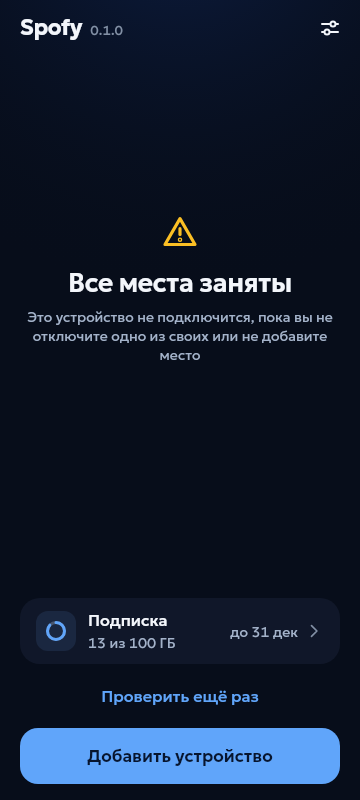 Spofy 0.1.0
Все места заняты
Это устройство не подключится, пока вы не
отключите одно из своих или не добавите
место
Подписка
13 из 100 ГБ
до 31 дек
Проверить ещё раз
Добавить устройство